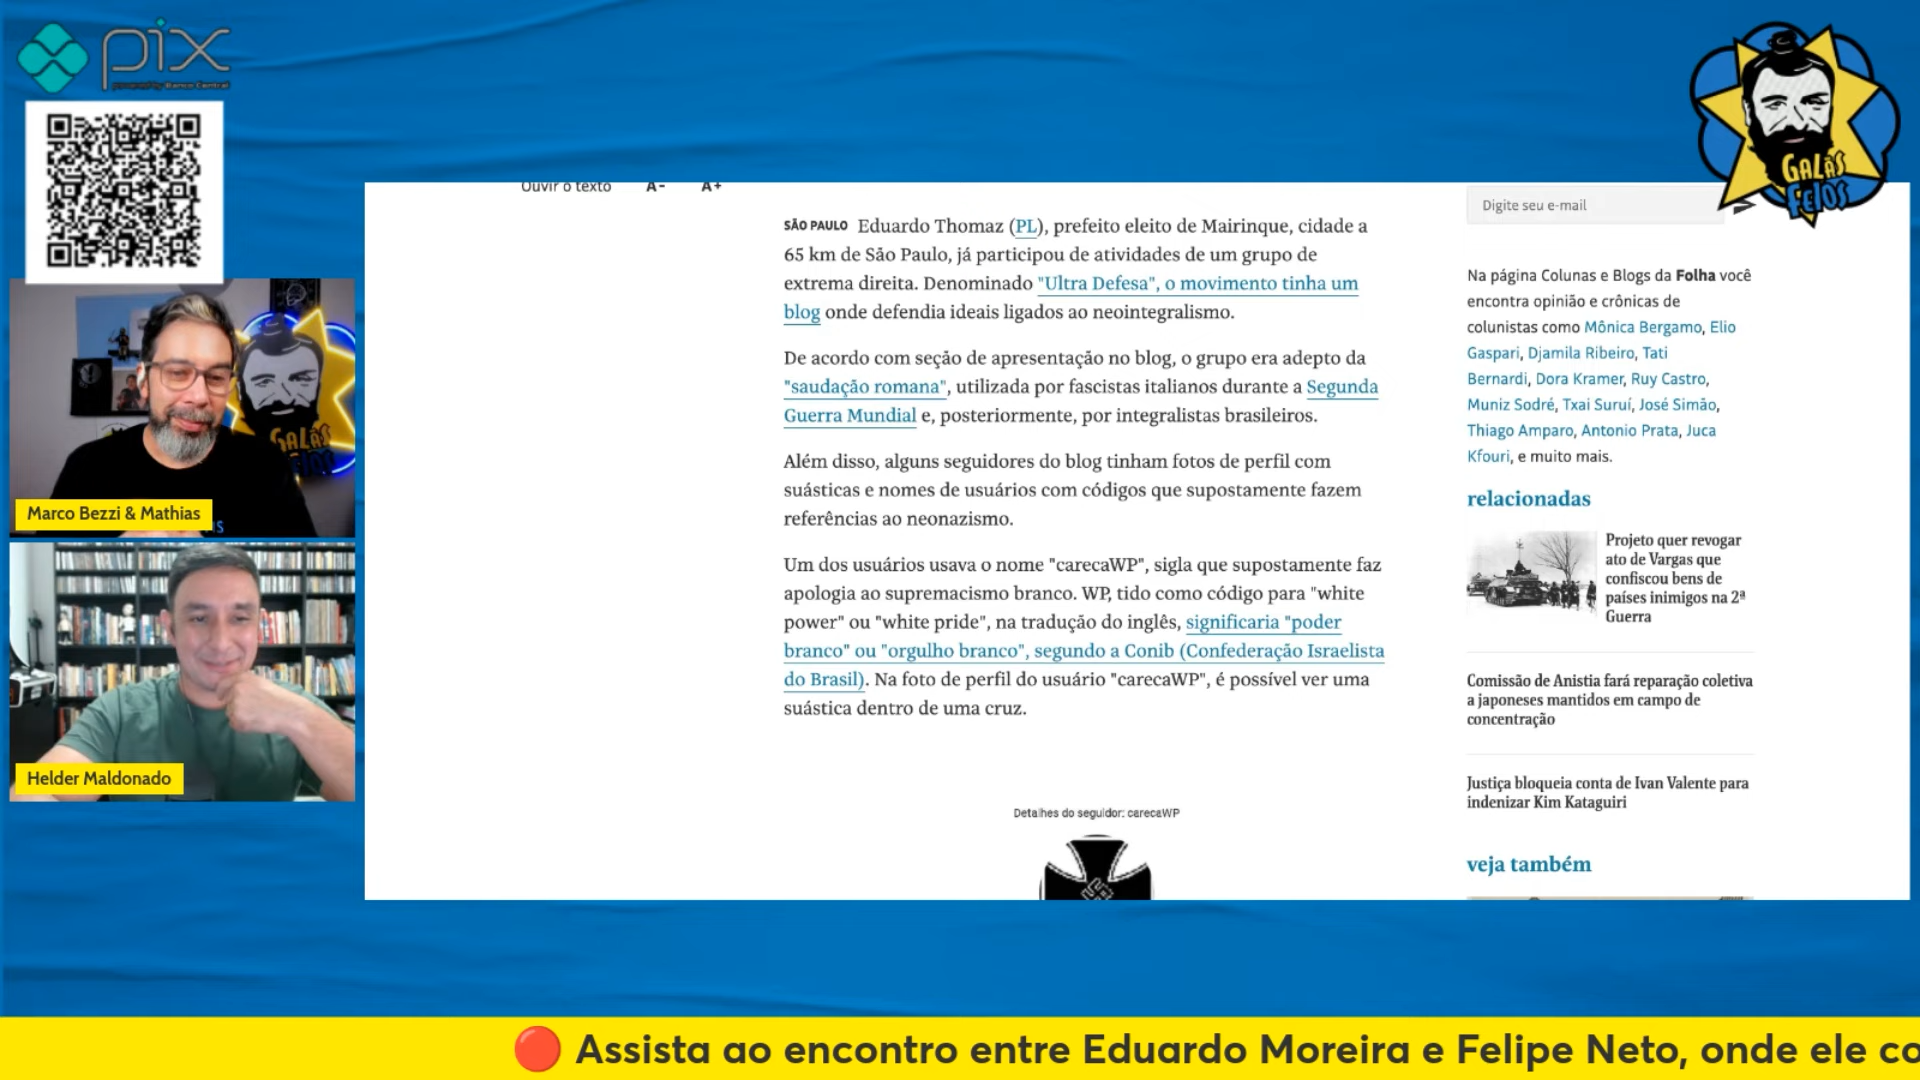 pix
powered by Banco Central
GALÃS
FEIOS
Ouvir o texto A- A+
Digite seu e-mail
SÃO PAULO Eduardo Thomaz (PL), prefeito eleito de Mairinque, cidade a
65 km de São Paulo, já participou de atividades de um grupo de
extrema direita. Denominado "Ultra Defesa", o movimento tinha um
blog onde defendia ideais ligados ao neointegralismo.
De acordo com seção de apresentação no blog, o grupo era adepto da
"saudação romana", utilizada por fascistas italianos durante a Segunda
Guerra Mundial e, posteriormente, por integralistas brasileiros.
Além disso, alguns seguidores do blog tinham fotos de perfil com
suásticas e nomes de usuários com códigos que supostamente fazem
referências ao neonazismo.
Um dos usuários usava o nome "carecaWP", sigla que supostamente faz
apologia ao supremacismo branco. WP, tido como código para "white
power" ou "white pride", na tradução do inglês, significaria "poder
branco" ou "orgulho branco", segundo a Conib (Confederação Israelista
do Brasil). Na foto de perfil do usuário "carecaWP", é possível ver uma
suástica dentro de uma cruz.
Detalhes do seguidor: carecaWP
Na página Colunas e Blogs da Folha você
encontra opinião e crônicas de
colunistas como Mônica Bergamo, Elio
Gaspari, Djamila Ribeiro, Tati
Bernardi, Dora Kramer, Ruy Castro,
Muniz Sodré, Txai Suruí, José Simão,
Thiago Amparo, Antonio Prata, Juca
Kfouri, e muito mais.
relacionadas
Projeto quer revogar
ato de Vargas que
confiscou bens de
países inimigos na 2ª
Guerra
Comissão de Anistia fará reparação coletiva
a japoneses mantidos em campo de
concentração
Justiça bloqueia conta de Ivan Valente para
indenizar Kim Kataguiri
veja também
GALÃS
Marco Bezzi & Mathias
Helder Maldonado
Assista ao encontro entre Eduardo Moreira e Felipe Neto, onde ele co